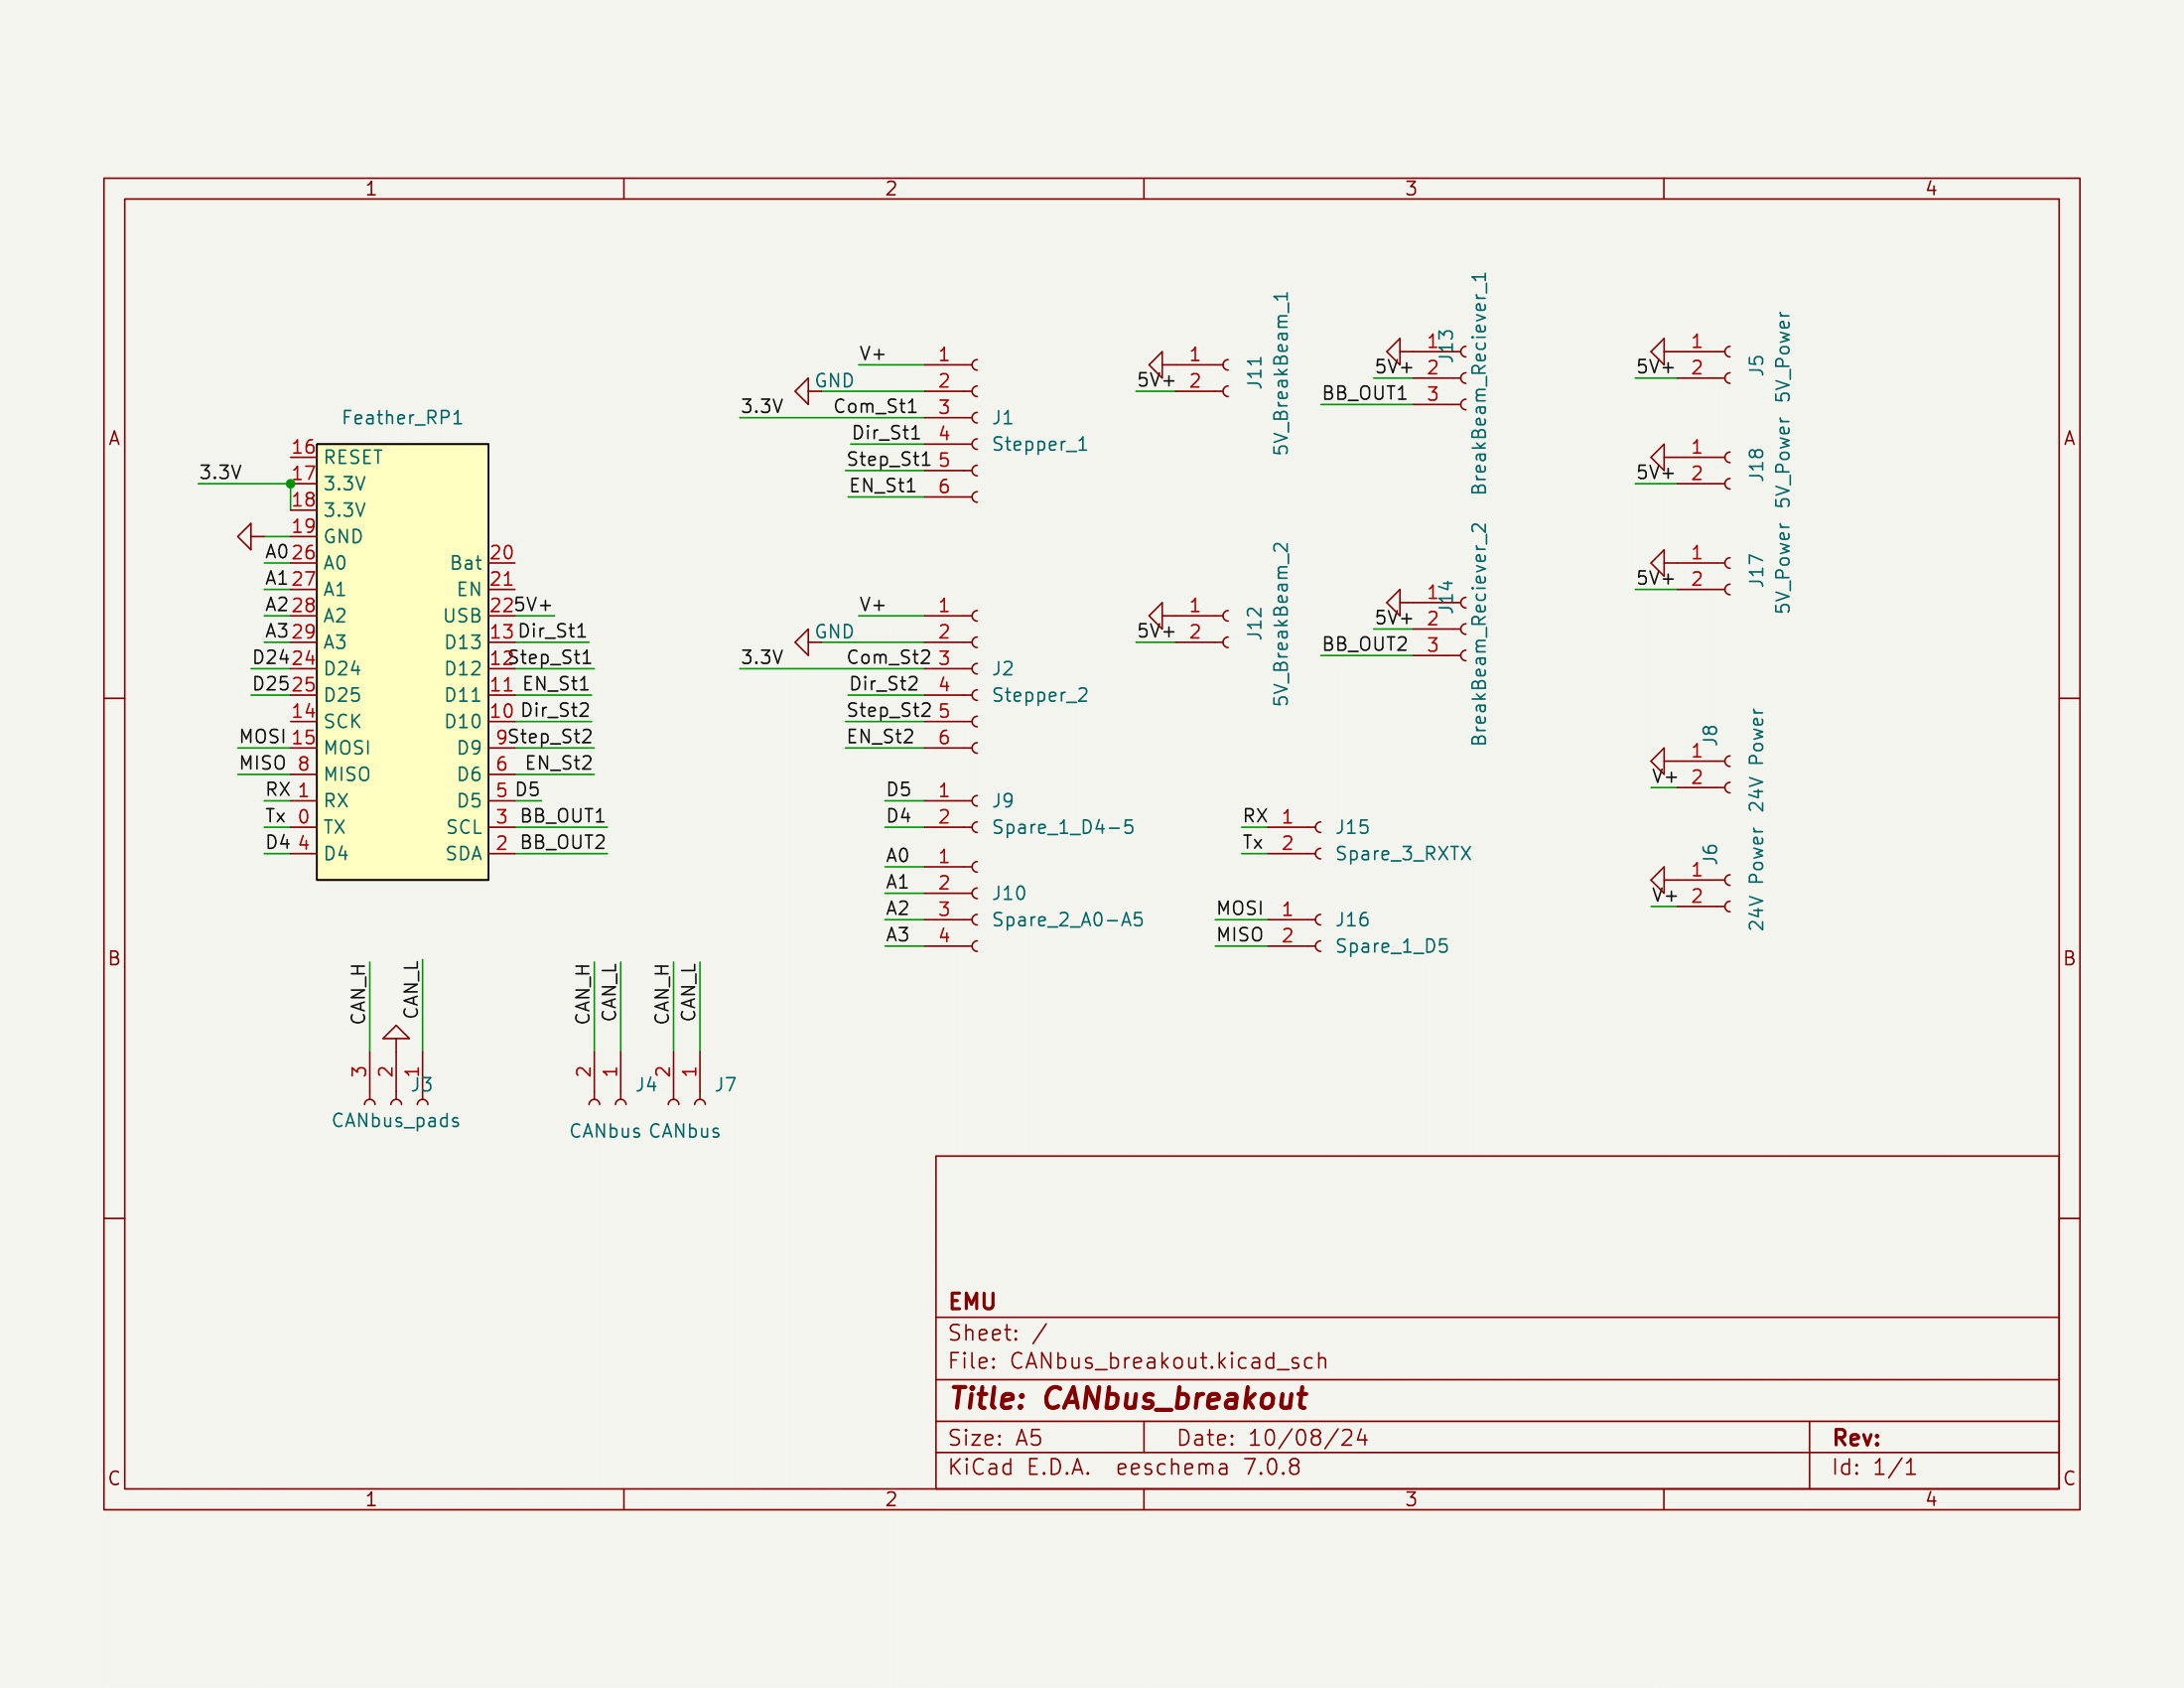 1 2 3 4
A A
B B
C C
1 2 3 4
Feather_RP1
16 RESET
3.3V 17 3.3V
18 3.3V
19 GND
A0 26 A0
A1 27 A1
A2 28 A2
A3 29 A3
D24 24 D24
D25 25 D25
14 SCK
MOSI 15 MOSI
MISO 8 MISO
RX 1 RX
Tx 0 TX
D4 4 D4
Bat 20
EN 21
USB 22 5V+
D13 13 Dir_St1
D12 12 Step_St1
D11 11 EN_St1
D10 10 Dir_St2
D9 9 Step_St2
D6 6 EN_St2
D5 5 D5
SCL 3 BB_OUT1
SDA 2 BB_OUT2
CAN_H CAN_L
3 2 1 J3
CANbus_pads
CAN_H CAN_L
2 1 J4
CANbus
CAN_H CAN_L
2 1 J7
CANbus
V+ 1
GND 2
3.3V Com_St1 3 J1
Dir_St1 4 Stepper_1
Step_St1 5
EN_St1 6
V+ 1
GND 2
3.3V Com_St2 3 J2
Dir_St2 4 Stepper_2
Step_St2 5
EN_St2 6
D5 1 J9
D4 2 Spare_1_D4-5
A0 1
A1 2 J10
A2 3 Spare_2_A0-A5
A3 4
1
5V+ 2
J11
5V_BreakBeam_1
1
5V+ 2
J12
5V_BreakBeam_2
1
5V+ 2
BB_OUT1 3
J13
BreakBeam_Reciever_1
1
5V+ 2
BB_OUT2 3
J14
BreakBeam_Reciever_2
RX 1 J15
Tx 2 Spare_3_RXTX
MOSI 1 J16
MISO 2 Spare_1_D5
1
5V+ 2
J5
5V_Power
1
5V+ 2
J18
5V_Power
1
5V+ 2
J17
5V_Power
1
V+ 2
J8
24V Power
1
V+ 2
J6
24V Power
EMU
Sheet: /
File: CANbus_breakout.kicad_sch
Title: CANbus_breakout
Size: A5 Date: 10/08/24 Rev:
KiCad E.D.A. eeschema 7.0.8 Id: 1/1